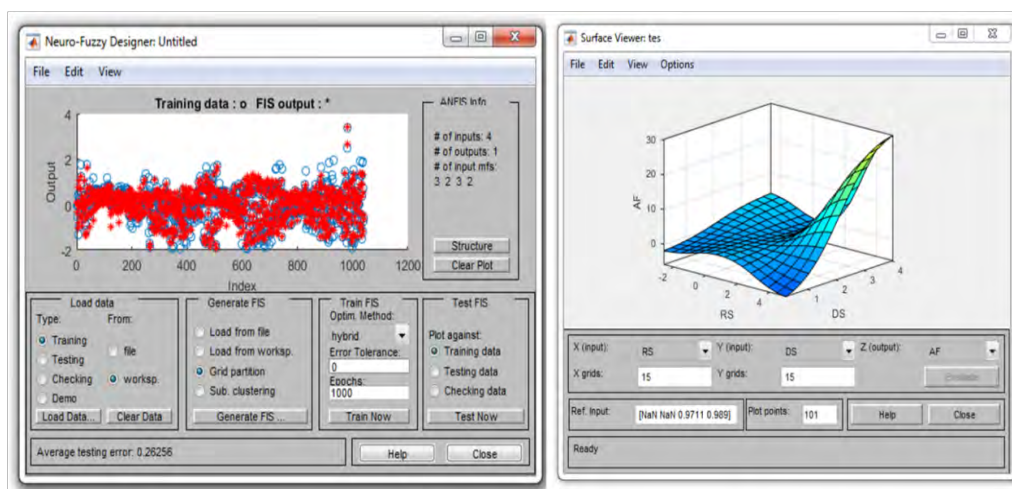 Neuro-Fuzzy Designer: Untitled
File Edit View
Training data : o FIS output : *
4
2
0
-2
Output
0 200 400 600 800 1000 1200
Index
ANFIS Info
# of inputs: 4
# of outputs: 1
# of input mfs:
3 2 3 2
Structure
Clear Plot
Load data
Type: From:
Training
Testing
Checking
Demo
file
worksp.
Load Data... Clear Data
Generate FIS
Load from file
Load from worksp.
Grid partition
Sub. clustering
Generate FIS ...
Train FIS
Optim. Method:
hybrid
Error Tolerance:
0
Epochs:
1000
Train Now
Test FIS
Plot against:
Training data
Testing data
Checking data
Test Now
Average testing error: 0.26256
Help Close
Surface Viewer: tes
File Edit View Options
30
20
10
0
AF
-2 0 2 4
RS
1 2 3 4
DS
X (input): RS Y (input): DS Z (output): AF
X grids: 15 Y grids: 15 Evaluate
Ref. Input: [NaN NaN 0.9711 0.989] Plot points: 101 Help Close
Ready